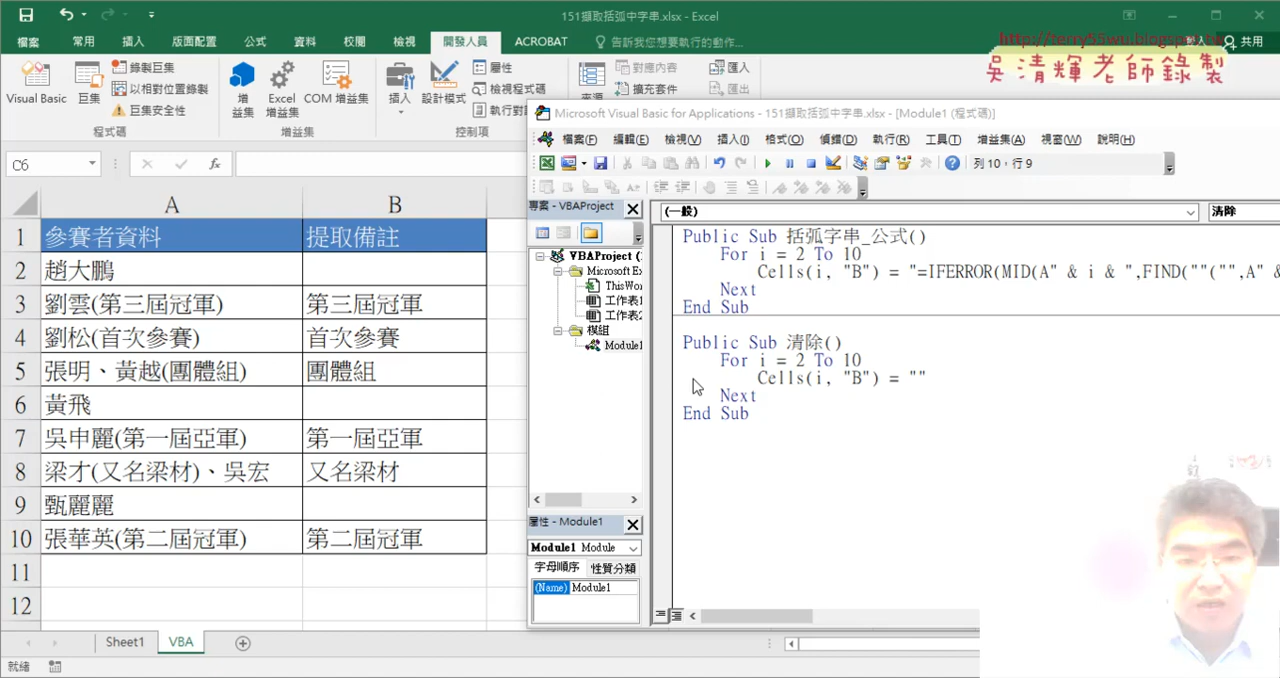 151擷取括弧中字串.xlsx - Excel
http://terry55wu.blogspot.tw
吳清輝老師錄製
檔案 常用 插入 版面配置 公式 資料 校閱 檢視 開發人員 ACROBAT 告訴我您想要執行的動作... 共用
Visual Basic 巨集 錄製巨集 以相對位置錄製 巨集安全性 程式碼
增益集 Excel 增益集 COM 增益集 增益集
插入 設計模式 屬性 檢視程式碼 控制項
來源 對應內容 擴充套件 匯入 匯出
C6 fx
A B
1 參賽者資料 提取備註
2 趙大鵬
3 劉雲(第三屆冠軍) 第三屆冠軍
4 劉松(首次參賽) 首次參賽
5 張明、黃越(團體組) 團體組
6 黃飛
7 吳申麗(第一屆亞軍) 第一屆亞軍
8 梁才(又名梁材)、吳宏 又名梁材
9 甄麗麗
10 張華英(第二屆冠軍) 第二屆冠軍
11
12
Sheet1 VBA
就緒
Microsoft Visual Basic for Applications - 151擷取括弧中字串.xlsx - [Module1 (程式碼)]
檔案(F) 編輯(E) 檢視(V) 插入(I) 格式(O) 偵錯(D) 執行(R) 工具(T) 增益集(A) 視窗(W) 說明(H)
列 10，行 9
專案 - VBAProject
VBAProject (
Microsoft Ex
ThisWor
工作表1
工作表2
模組
Module1
屬性 - Module1
Module1 Module
字母順序 性質分類
(Name) Module1
(一般) 清除
Public Sub 括弧字串_公式()
For i = 2 To 10
Cells(i, "B") = "=IFERROR(MID(A" & i & ",FIND(""("",A" &
Next
End Sub
Public Sub 清除()
For i = 2 To 10
Cells(i, "B") = ""
Next
End Sub